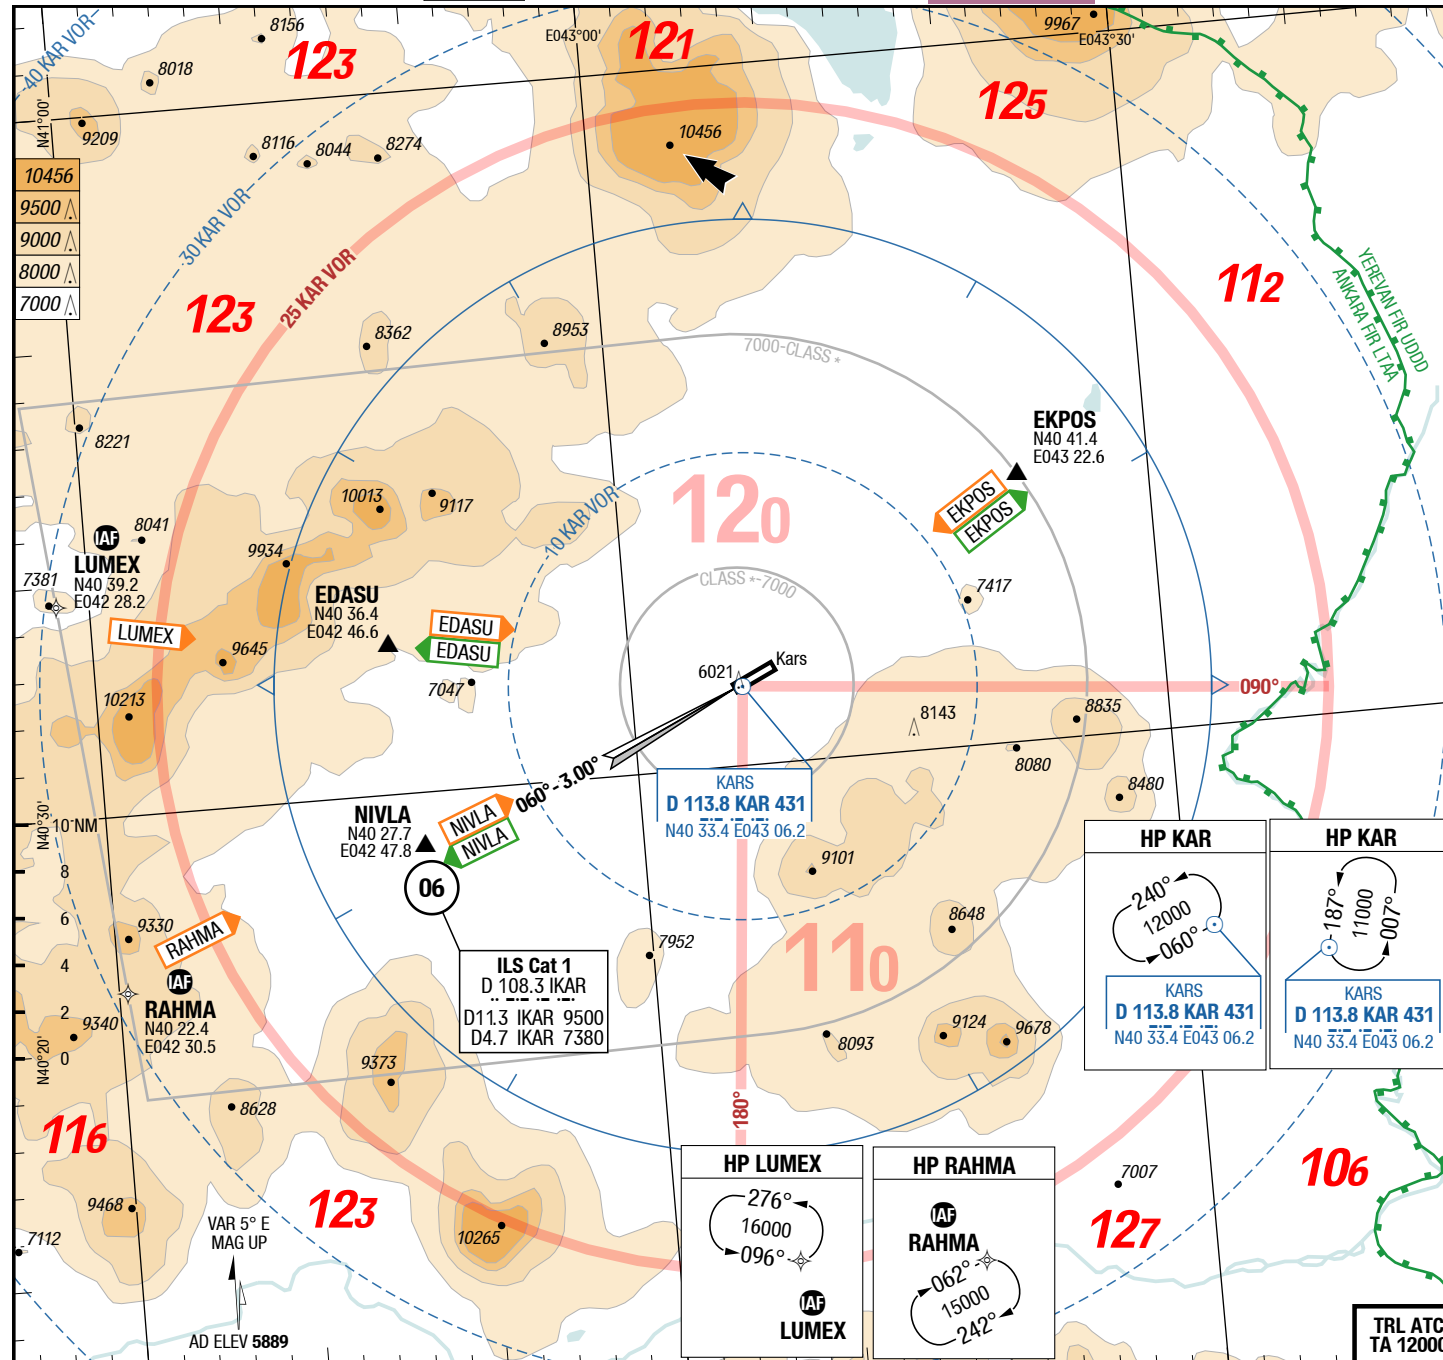 40 KAR VOR
8156
123
E043°00'
121
9967
E043°30'
8018
125
N41°00'
9209
8116
8044
8274
10456
10456
9500
9000
8000
7000
30 KAR VOR
25 KAR VOR
123
112
YEREVAN FIR UDDD
ANKARA FIR LTAA
8362
8953
7000-CLASS *
8221
EKPOS
N40 41.4
E043 22.6
10013
9117
120
EKPOS
EKPOS
10 KAR VOR
IAF
8041
LUMEX
N40 39.2
E042 28.2
7381
9934
EDASU
N40 36.4
E042 46.6
CLASS *-7000
7417
LUMEX
EDASU
EDASU
9645
7047
6021
Kars
090°
10213
8143
8835
8080
060° - 3.00°
KARS
D 113.8 KAR 431
N40 33.4 E043 06.2
8480
N40°30'
10 NM
8
6
4
2
0
NIVLA
N40 27.7
E042 47.8
NIVLA
NIVLA
06
9101
HP KAR
240°
12000
060°
KARS
D 113.8 KAR 431
N40 33.4 E043 06.2
HP KAR
187°
11000
007°
KARS
D 113.8 KAR 431
N40 33.4 E043 06.2
9330
RAHMA
IAF
RAHMA
N40 22.4
E042 30.5
9340
N40°20'
ILS Cat 1
D 108.3 IKAR
D11.3 IKAR 9500
D4.7 IKAR 7380
7952
110
8648
8093
9124
9678
9373
8628
180°
116
9468
123
10265
7112
VAR 5° E
MAG UP
AD ELEV 5889
HP LUMEX
276°
16000
096°
IAF
LUMEX
HP RAHMA
IAF
RAHMA
062°
15000
242°
7007
127
106
TRL ATC
TA 12000